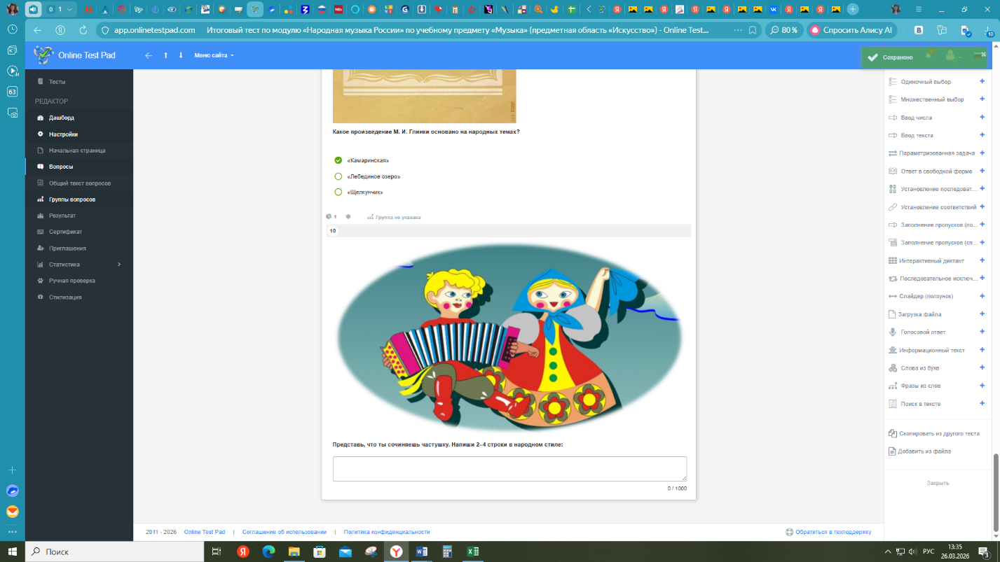 0 1
app.onlinetestpad.com
Итоговый тест по модулю «Народная музыка России» по учебному предмету «Музыка» (предметная область «Искусство») - Online Test...
80 %
Спросить Алису AI
10
63
Online Test Pad
Меню сайта
Сохранено
Тесты
РЕДАКТОР
Дашборд
Настройки
Начальная страница
Вопросы
Общий текст вопросов
Группы вопросов
Результат
Сертификат
Приглашения
Статистика
Ручная проверка
Стилизация
Какое произведение М. И. Глинки основано на народных темах?
«Камаринская»
«Лебединое озеро»
«Щелкунчик»
1
Группа не указана
10
Представь, что ты сочиняешь частушку. Напиши 2–4 строки в народном стиле:
0 / 1000
Одиночный выбор
Множественный выбор
Ввод числа
Ввод текста
Параметризованная задача
Ответ в свободной форме
Установление последоват...
Установление соответствий
Заполнение пропусков (по...
Заполнение пропусков (сп...
Интерактивный диктант
Последовательное исключ...
Слайдер (ползунок)
Загрузка файла
Голосовой ответ
Информационный текст
Слова из букв
Фразы из слов
Поиск в тексте
Скопировать из другого теста
Добавить из файла
Закрыть
2011 - 2026
Online Test Pad
|
Соглашение об использовании
|
Политика конфиденциальности
Обратиться в техподдержку
Поиск
РУС
13:35
26.03.2026
3